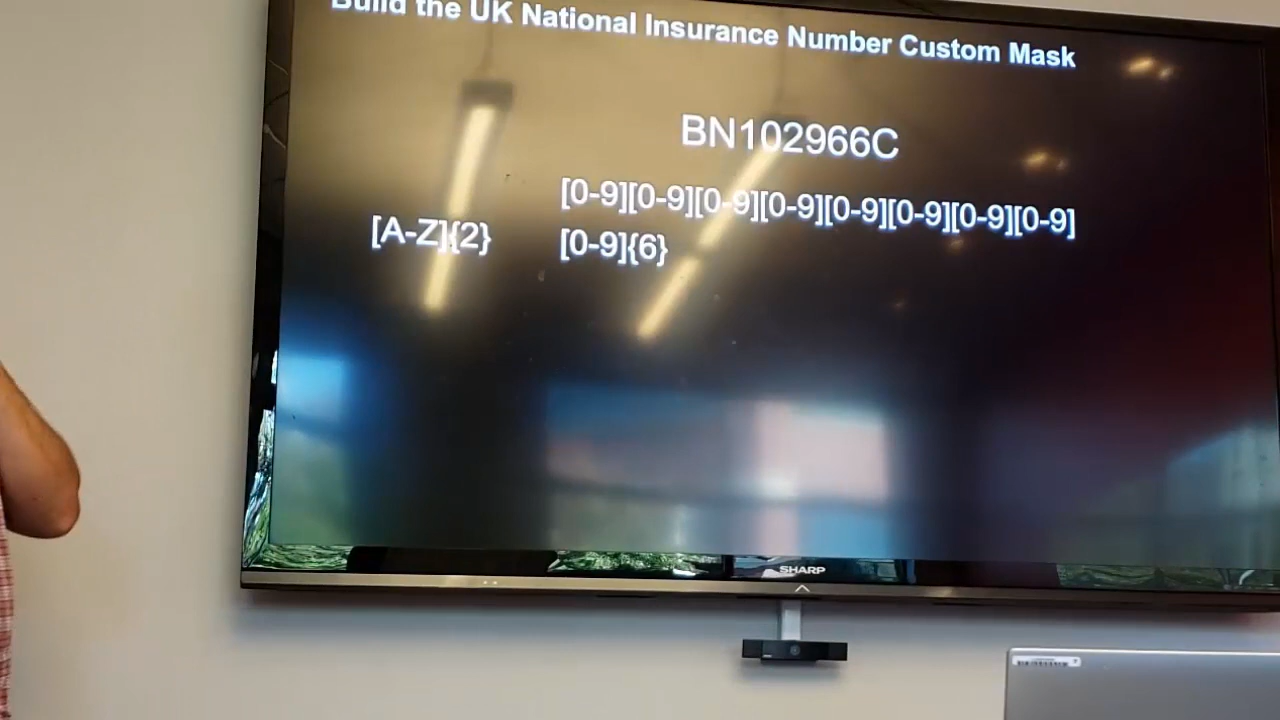 Build the UK National Insurance Number Custom Mask
BN102966C
[0-9][0-9][0-9][0-9][0-9][0-9][0-9][0-9]
[A-Z]{2} [0-9]{6}
SHARP